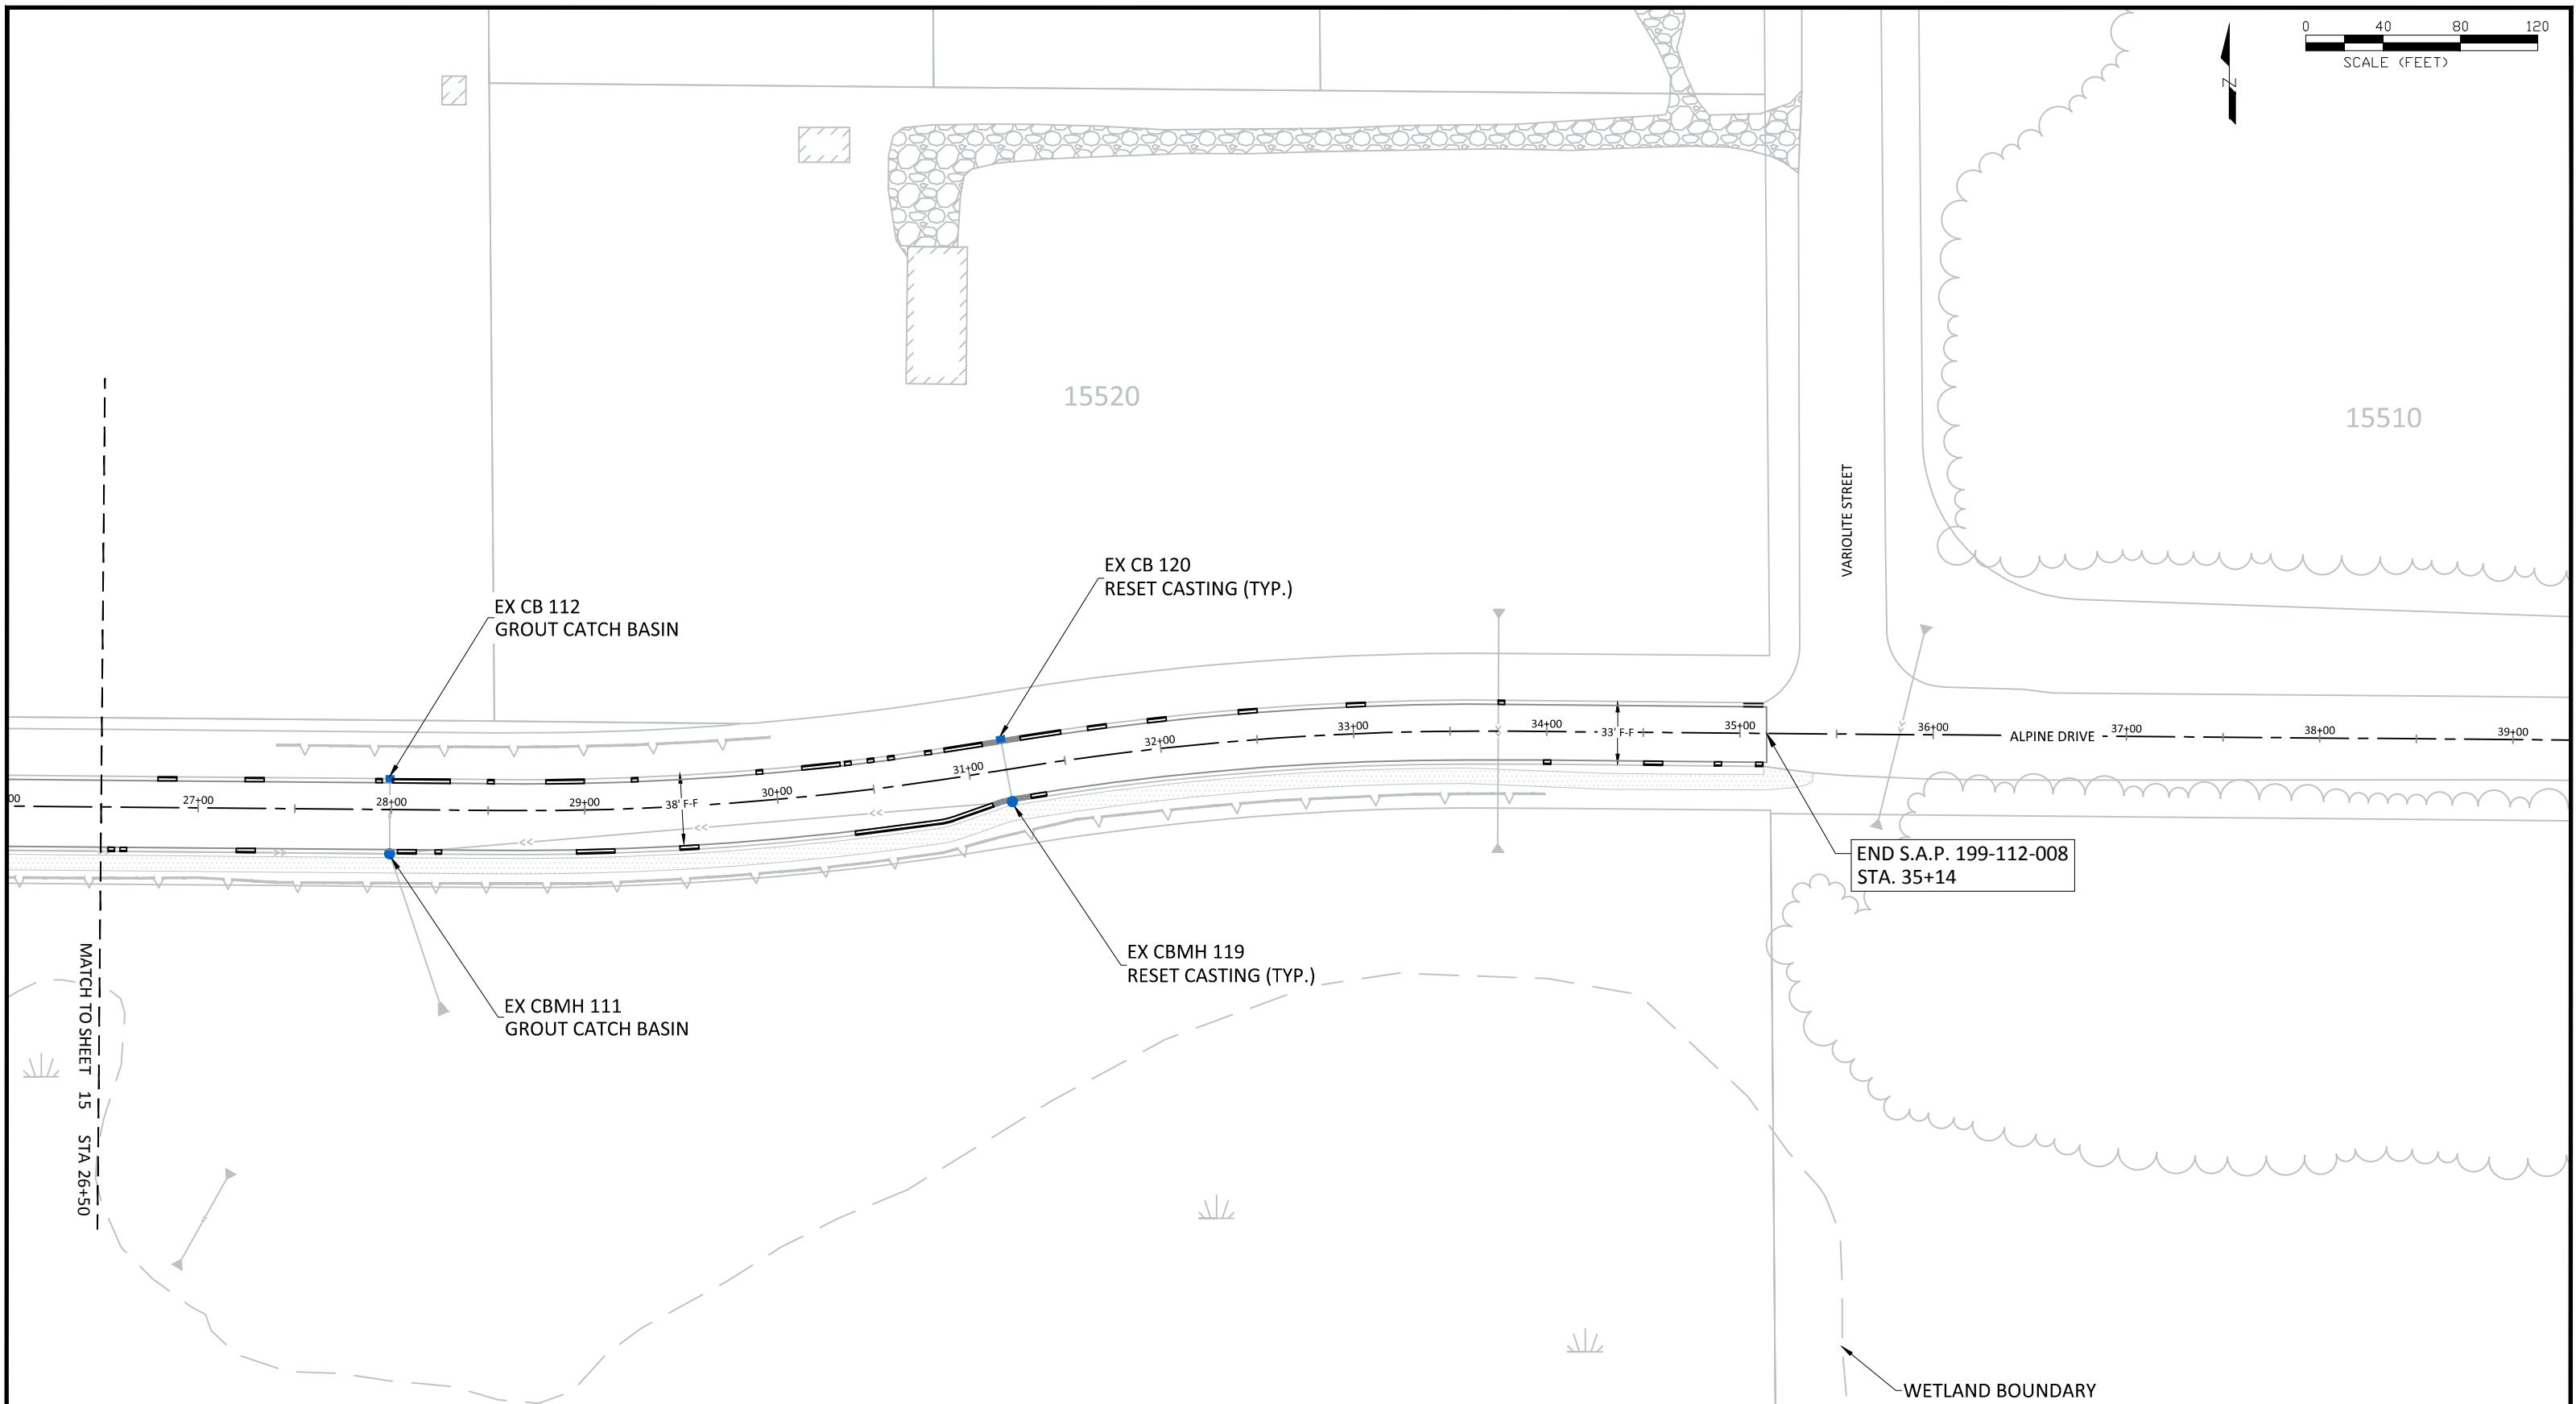 0 40 80 120
SCALE (FEET)
N
15520
15510
VARIOLITE STREET
EX CB 120
RESET CASTING (TYP.)
EX CB 112
GROUT CATCH BASIN
00 27+00 28+00 29+00 30+00 31+00 32+00 33+00 34+00 35+00 36+00 37+00 38+00 39+00
38' F-F
33' F-F
ALPINE DRIVE
END S.A.P. 199-112-008
STA. 35+14
EX CBMH 119
RESET CASTING (TYP.)
EX CBMH 111
GROUT CATCH BASIN
MATCH TO SHEET 15 STA 26+50
WETLAND BOUNDARY